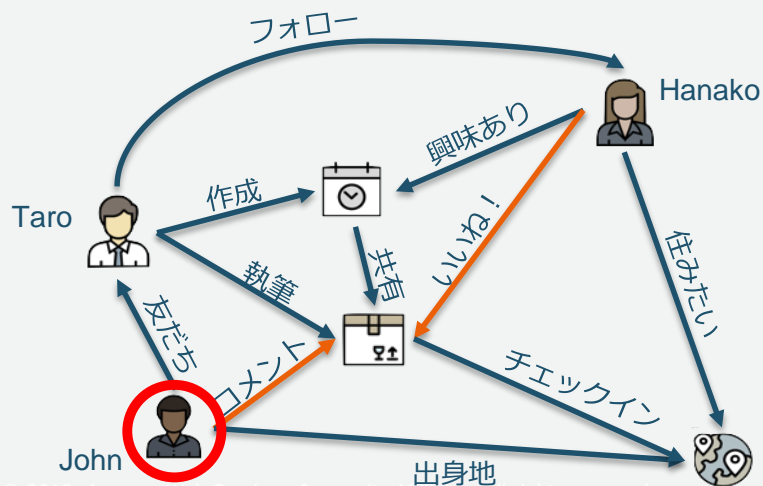 フォロー
Hanako
興味あり
作成
Taro
いいね！
住みたい
執筆
共有
友だち
コメント
チェックイン
John
出身地